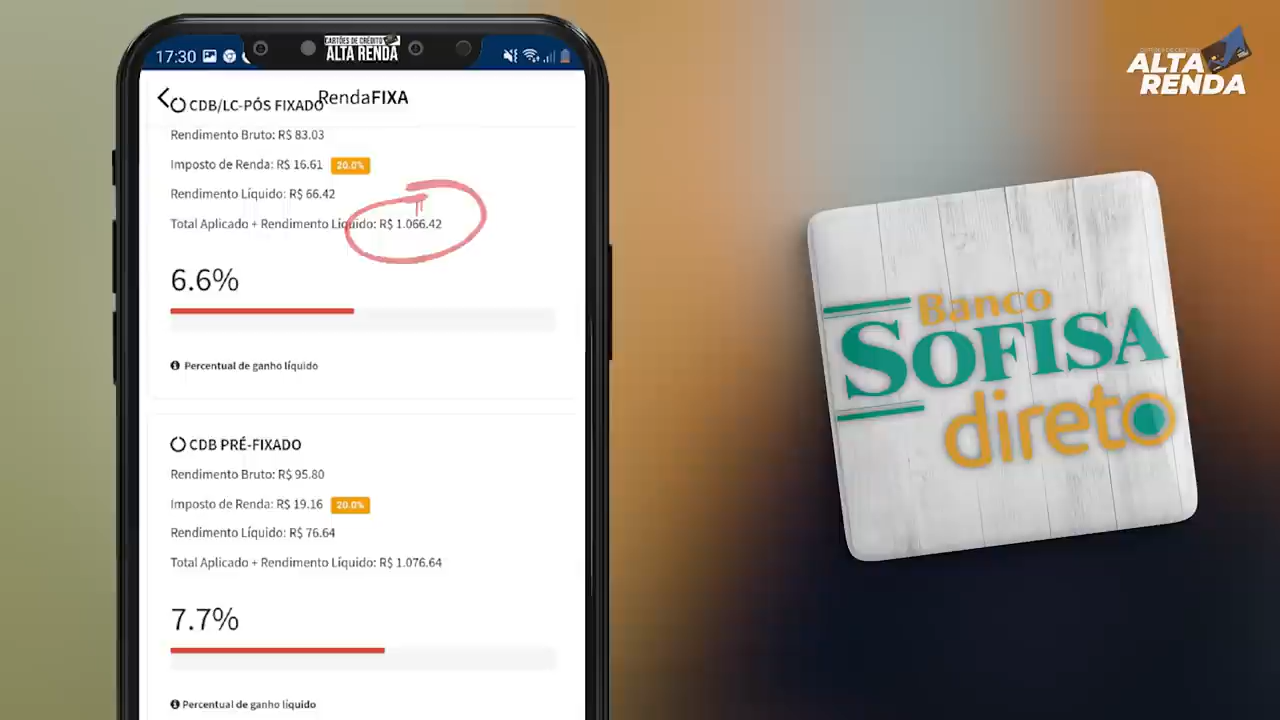 17:30
CARTÕES DE CRÉDITO
ALTA RENDA
RendaFIXA
CDB/LC-PÓS FIXADO
Rendimento Bruto: R$ 83.03
Imposto de Renda: R$ 16.61 20.0%
Rendimento Líquido: R$ 66.42
Total Aplicado + Rendimento Líquido: R$ 1.066.42
6.6%
Percentual de ganho líquido
CDB PRÉ-FIXADO
Rendimento Bruto: R$ 95.80
Imposto de Renda: R$ 19.16 20.0%
Rendimento Líquido: R$ 76.64
Total Aplicado + Rendimento Líquido: R$ 1.076.64
7.7%
Percentual de ganho líquido
ALTA
RENDA
Banco
SOFISA
direto